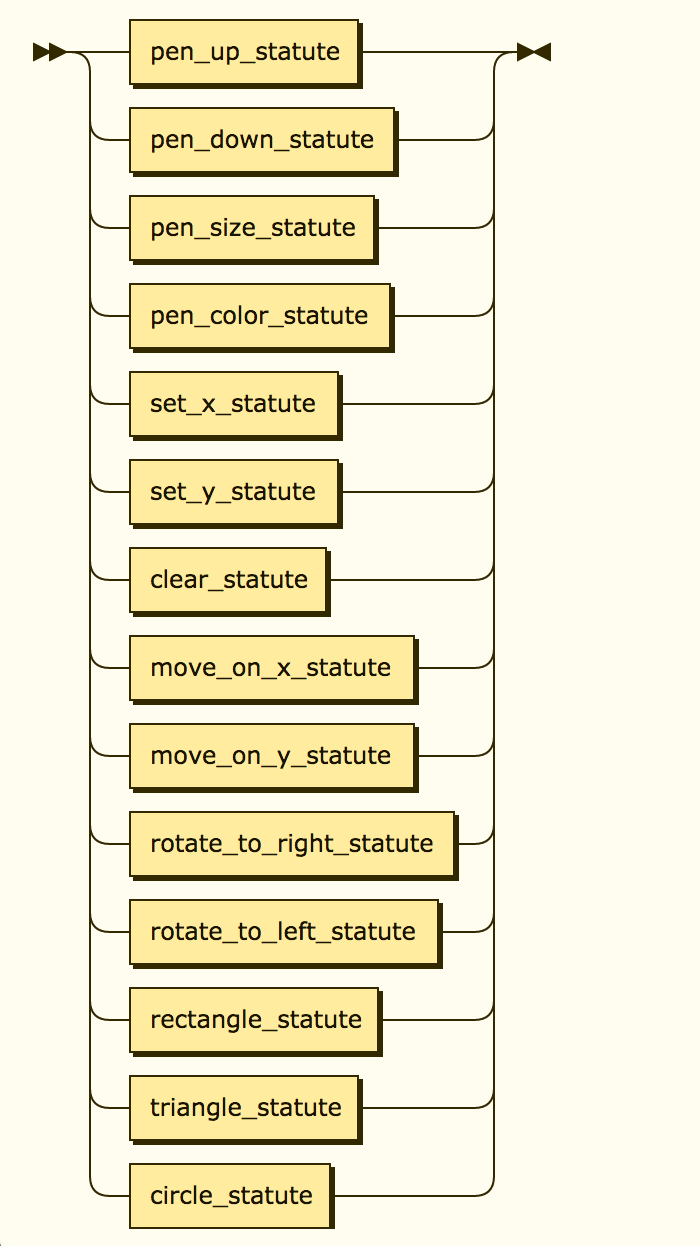 pen_up_statute
pen_down_statute
pen_size_statute
pen_color_statute
set_x_statute
set_y_statute
clear_statute
move_on_x_statute
move_on_y_statute
rotate_to_right_statute
rotate_to_left_statute
rectangle_statute
triangle_statute
circle_statute